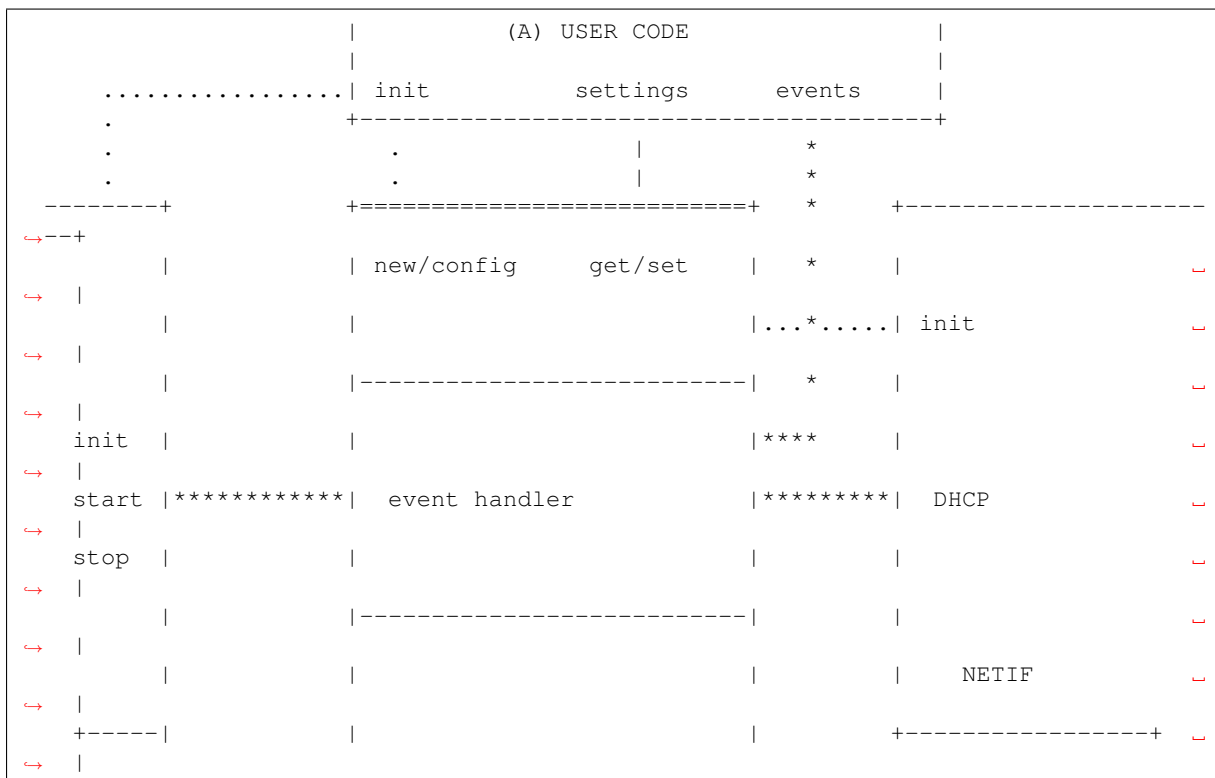 |          (A) USER CODE                 |
                        |                                        |
       .................| init          settings      events     |
       .                +----------------------------------------+
       .                   .                |           *
       .                   .                |           *
   --------+            +===========================+   *     +---------------------
↪--+
           |            | new/config     get/set    |   *     |                    ␣
↪  |
           |            |                           |...*.....| init               ␣
↪  |
           |            |---------------------------|   *     |                    ␣
↪  |
     init  |            |                           |****     |                    ␣
↪  |
     start |************|  event handler            |*********|  DHCP              ␣
↪  |
     stop  |            |                           |         |                    ␣
↪  |
           |            |---------------------------|         |                    ␣
↪  |
           |            |                           |         |    NETIF           ␣
↪  |
     +-----|            |                           |         +-----------------+  ␣
↪  |